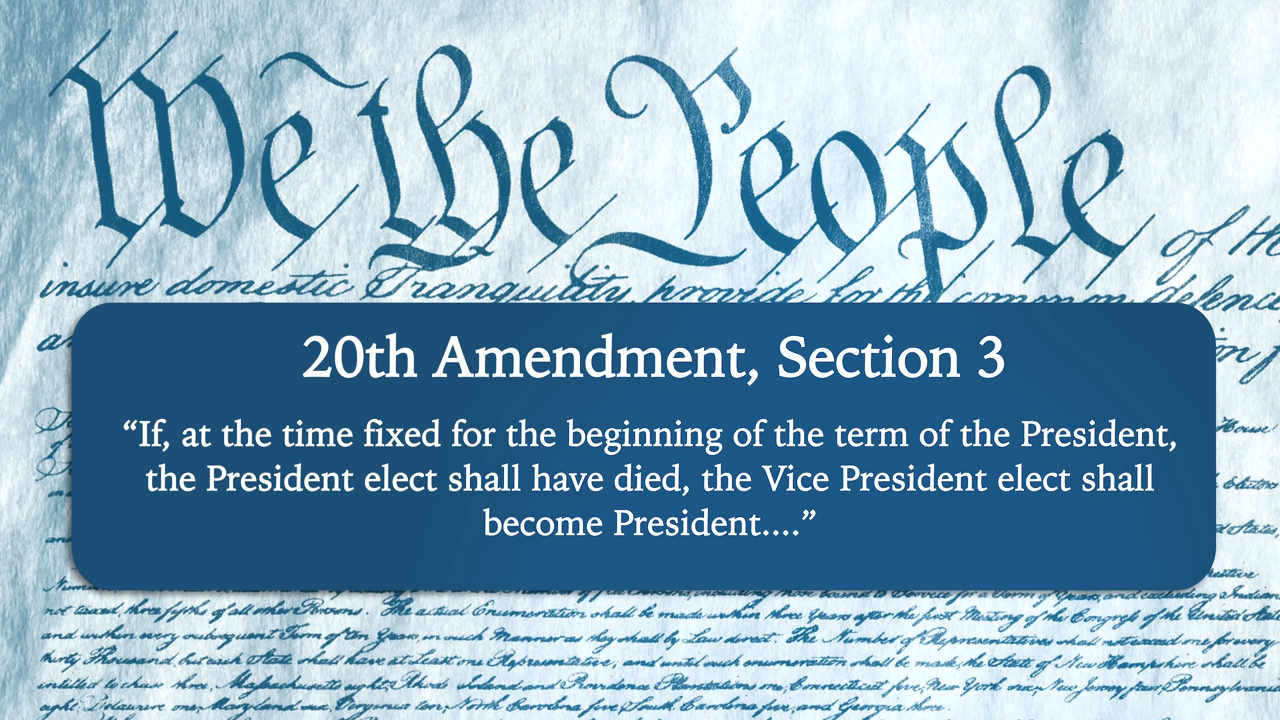 We the People of
insure domestic Tranquility, provide for the common defence
20th Amendment, Section 3
“If, at the time fixed for the beginning of the term of the President,
the President elect shall have died, the Vice President elect shall
become President....”
not taxed, three fifths of all other Persons. The actual Enumeration shall be made within three Years after the first Meeting of the Congress of the United
and within every subsequent Term of ten Years, in such Manner as they shall by Law direct. The Number of Representatives shall not exceed one for every
thirty Thousand, but each State shall have at Least one Representative; and until such enumeration shall be made, the State of New Hampshire shall be
entitled to chuse three, Massachusetts eight, Rhode Island and Providence Plantations one, Connecticut five, New York six, New Jersey four, Pennsylvania
eight, Delaware one, Maryland six, Virginia ten, North Carolina five, South Carolina five, and Georgia three.